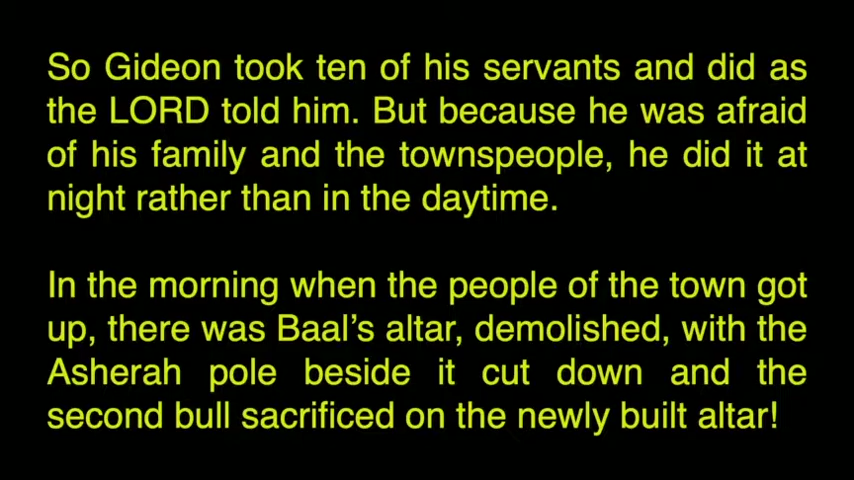 So Gideon took ten of his servants and did as
the LORD told him. But because he was afraid
of his family and the townspeople, he did it at
night rather than in the daytime.
In the morning when the people of the town got
up, there was Baal’s altar, demolished, with the
Asherah pole beside it cut down and the
second bull sacrificed on the newly built altar!